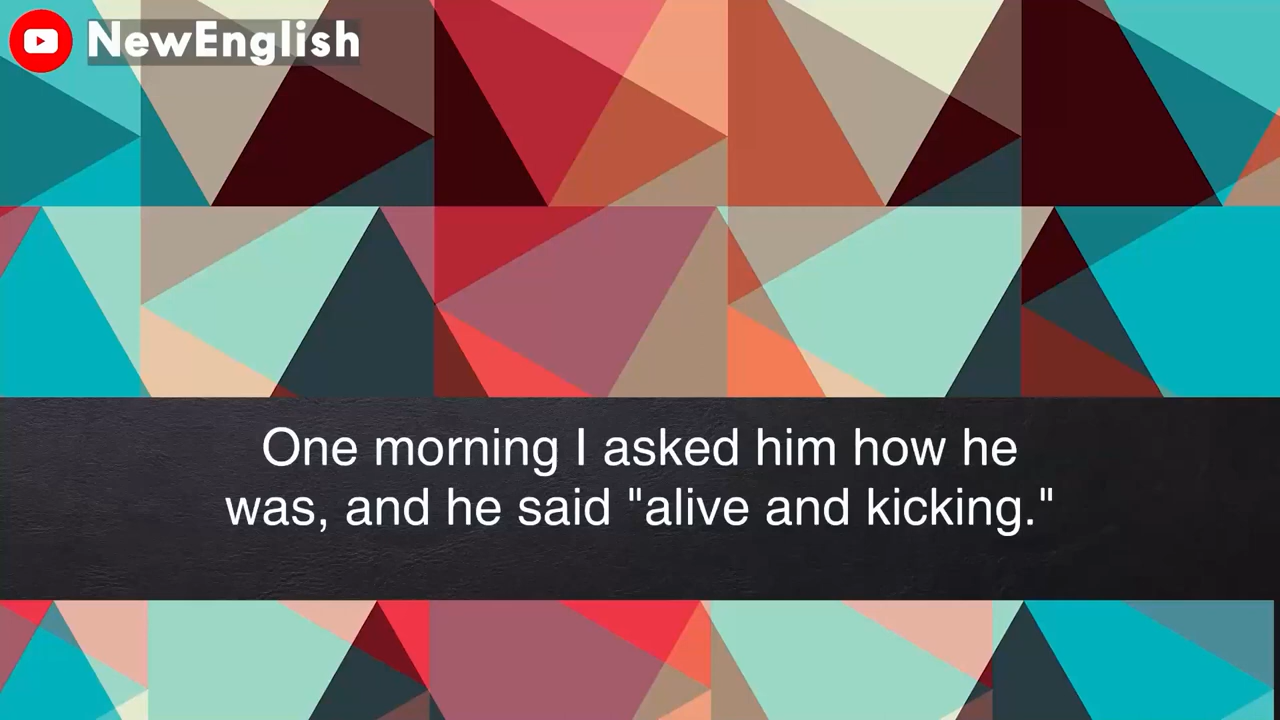 NewEnglish
One morning I asked him how he
was, and he said "alive and kicking."